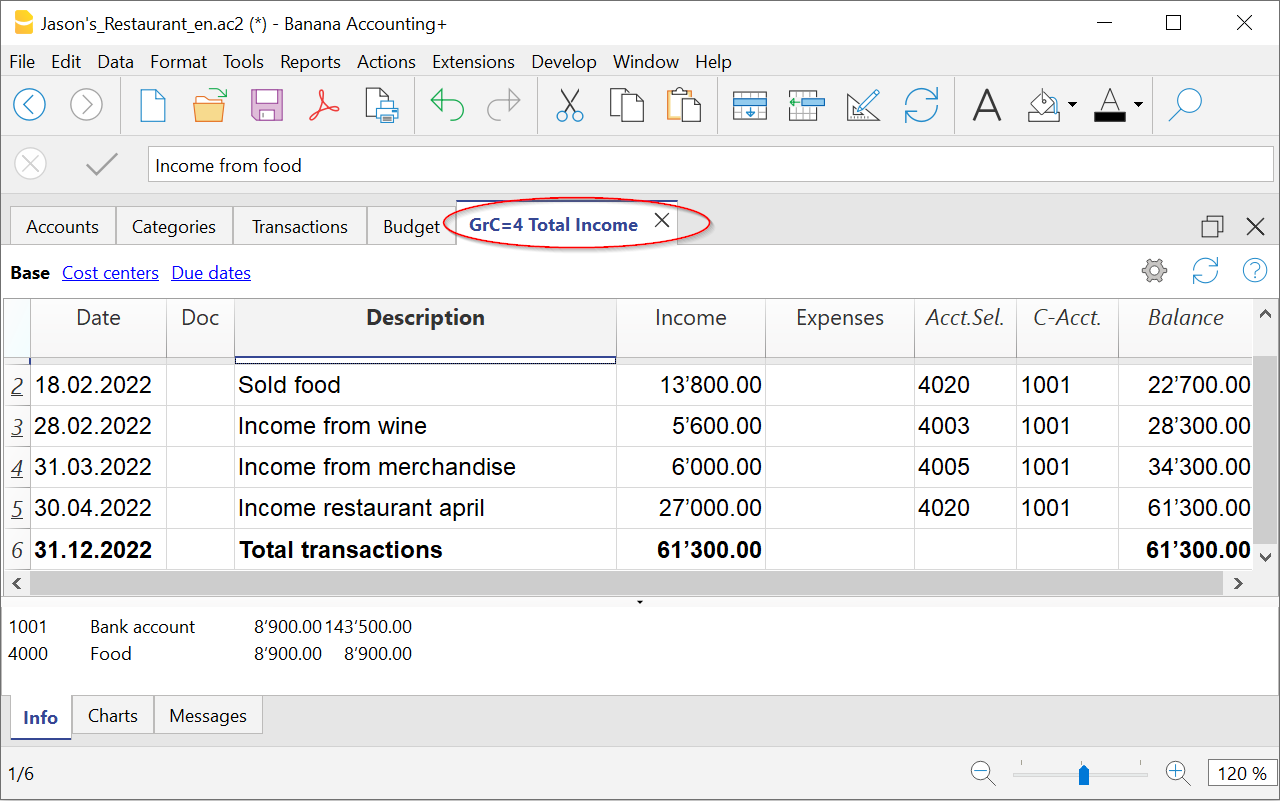 Jason's_Restaurant_en.ac2 (*) - Banana Accounting+
File Edit Data Format Tools Reports Actions Extensions Develop Window Help
Income from food
Accounts Categories Transactions Budget GrC=4 Total Income
Base Cost centers Due dates
Date Doc Description Income Expenses Acct.Sel. C-Acct. Balance
2 18.02.2022 Sold food 13’800.00 4020 1001 22’700.00
3 28.02.2022 Income from wine 5’600.00 4003 1001 28’300.00
4 31.03.2022 Income from merchandise 6’000.00 4005 1001 34’300.00
5 30.04.2022 Income restaurant april 27’000.00 4020 1001 61’300.00
6 31.12.2022 Total transactions 61’300.00 61’300.00
1001 Bank account 8’900.00 143’500.00
4000 Food 8’900.00 8’900.00
Info Charts Messages
1/6 120 %